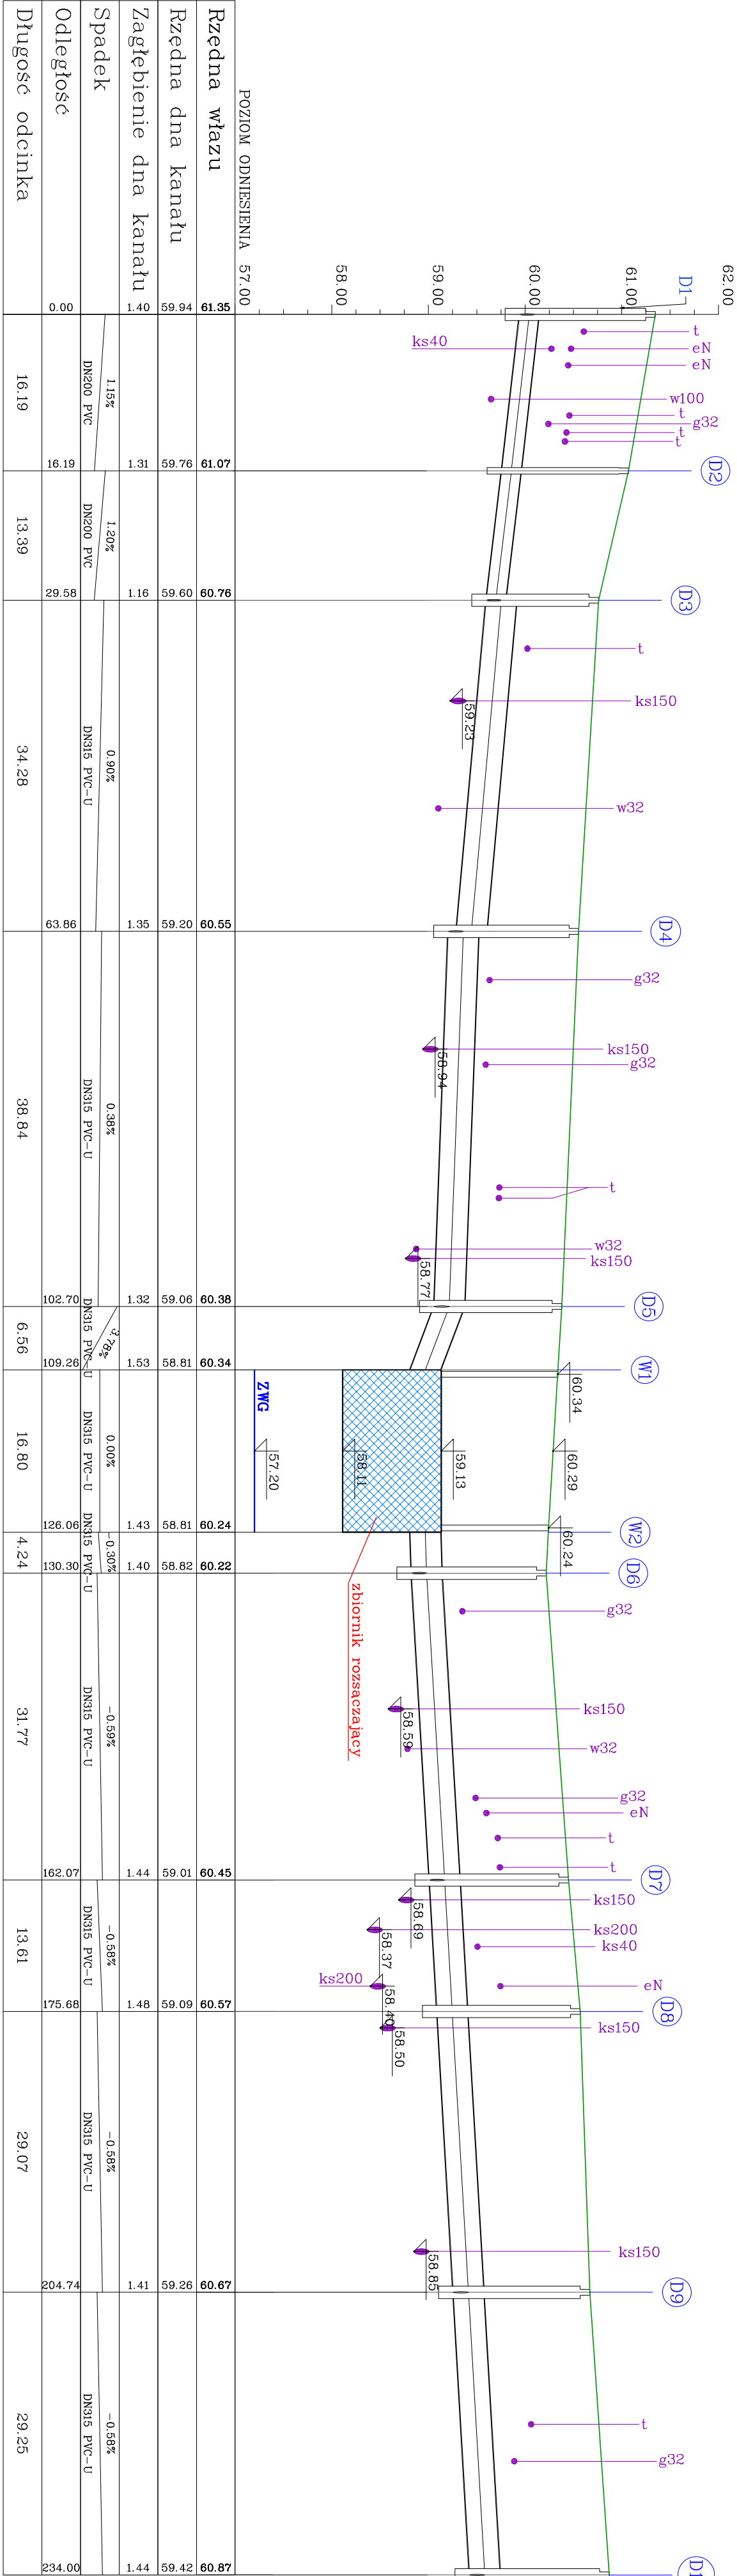 62.00
61.00
60.00
59.00
58.00
57.00
POZIOM ODNIESIENIA
D1
D2
D3
D4
D5
W1
W2
D6
D7
D8
D9
t
eN
eN
ks40
w100
t
g32
t
t
t
ks150
59.23
w32
g32
ks150
58.94
g32
t
w32
ks150
58.77
60.34
60.29
60.24
59.13
58.11
57.20
ZWG
zbiornik rozsączający
g32
ks150
58.59
w32
g32
eN
t
t
ks150
58.69
ks200
58.37
ks40
ks200
58.40
eN
ks150
58.50
ks150
58.85
t
g32
Rzędna włazu
61.35 61.07 60.76 60.55 60.38 60.34 60.24 60.22 60.45 60.57 60.67 60.87
Rzędna dna kanału
59.94 59.76 59.60 59.20 59.06 58.81 58.81 58.82 59.01 59.09 59.26 59.42
Zagłębienie dna kanału
1.40 1.31 1.16 1.35 1.32 1.53 1.43 1.40 1.44 1.48 1.41 1.44
Spadek
1.15% 1.20% 0.90% 0.38% 3.78% 0.00% -0.30% -0.59% -0.58% -0.58% -0.58%
DN200 PVC DN200 PVC DN315 PVC-U DN315 PVC-U DN315 PVC-U DN315 PVC-U DN315 PVC-U DN315 PVC-U DN315 PVC-U DN315 PVC-U DN315 PVC-U
Odległość
0.00 16.19 29.58 63.86 102.70 109.26 126.06 130.30 162.07 175.68 204.74 234.00
Długość odcinka
16.19 13.39 34.28 38.84 6.56 16.80 4.24 31.77 13.61 29.07 29.25